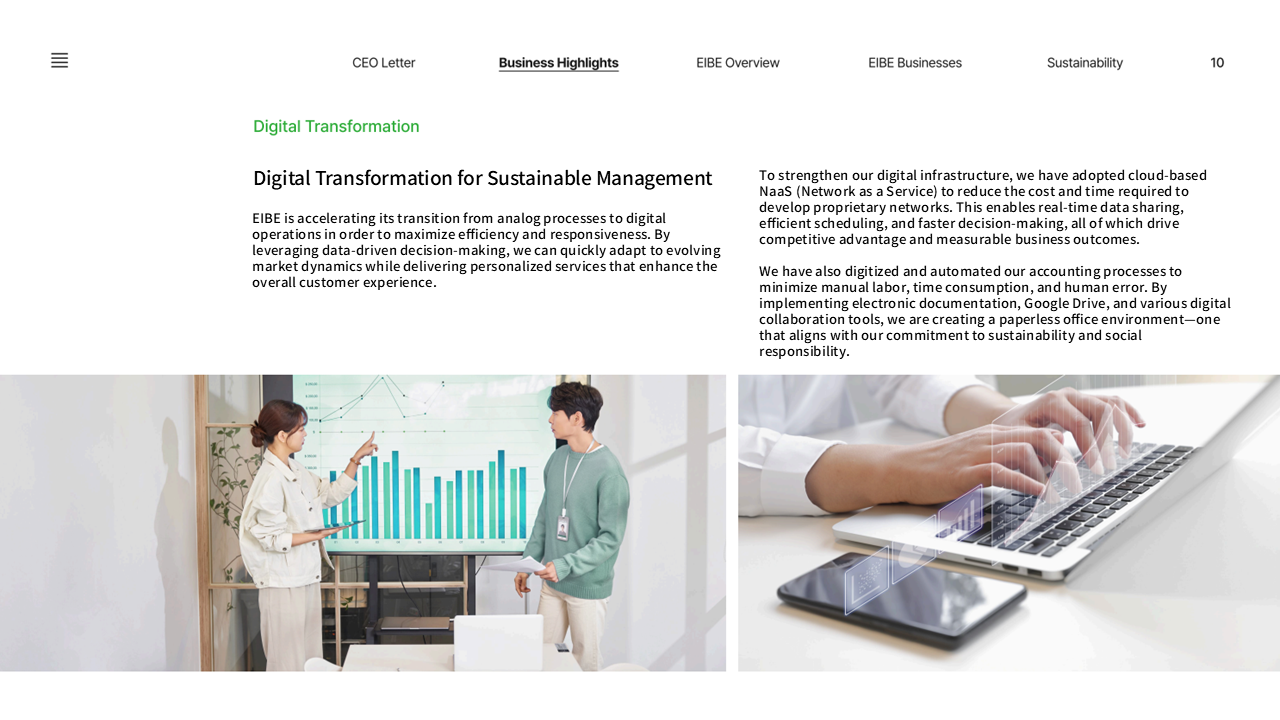 CEO Letter
Business Highlights
EIBE Overview
EIBE Businesses
Sustainability
10
Digital Transformation
Digital Transformation for Sustainable Management
EIBE is accelerating its transition from analog processes to digital
operations in order to maximize efficiency and responsiveness. By
leveraging data-driven decision-making, we can quickly adapt to evolving
market dynamics while delivering personalized services that enhance the
overall customer experience.
To strengthen our digital infrastructure, we have adopted cloud-based
NaaS (Network as a Service) to reduce the cost and time required to
develop proprietary networks. This enables real-time data sharing,
efficient scheduling, and faster decision-making, all of which drive
competitive advantage and measurable business outcomes.
We have also digitized and automated our accounting processes to
minimize manual labor, time consumption, and human error. By
implementing electronic documentation, Google Drive, and various digital
collaboration tools, we are creating a paperless office environment—one
that aligns with our commitment to sustainability and social
responsibility.